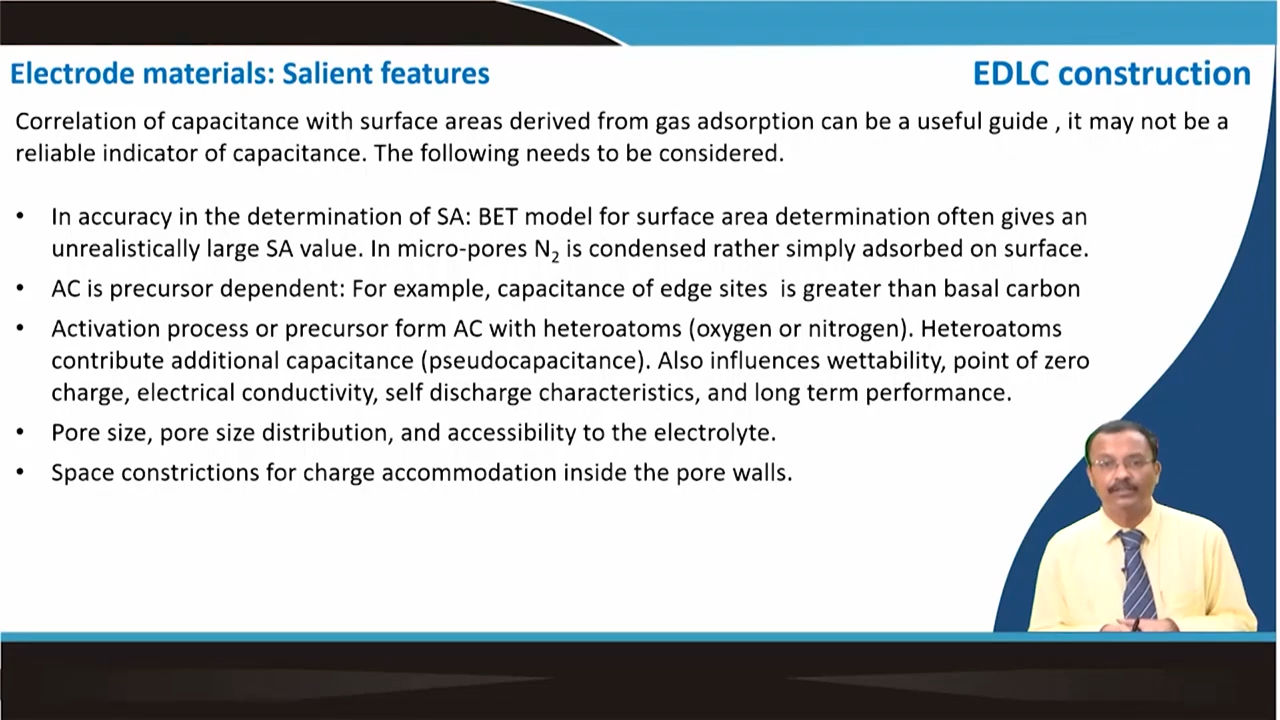 Electrode materials: Salient features
EDLC construction
Correlation of capacitance with surface areas derived from gas adsorption can be a useful guide , it may not be a
reliable indicator of capacitance. The following needs to be considered.
• In accuracy in the determination of SA: BET model for surface area determination often gives an
unrealistically large SA value. In micro-pores N₂ is condensed rather simply adsorbed on surface.
• AC is precursor dependent: For example, capacitance of edge sites is greater than basal carbon
• Activation process or precursor form AC with heteroatoms (oxygen or nitrogen). Heteroatoms
contribute additional capacitance (pseudocapacitance). Also influences wettability, point of zero
charge, electrical conductivity, self discharge characteristics, and long term performance.
• Pore size, pore size distribution, and accessibility to the electrolyte.
• Space constrictions for charge accommodation inside the pore walls.